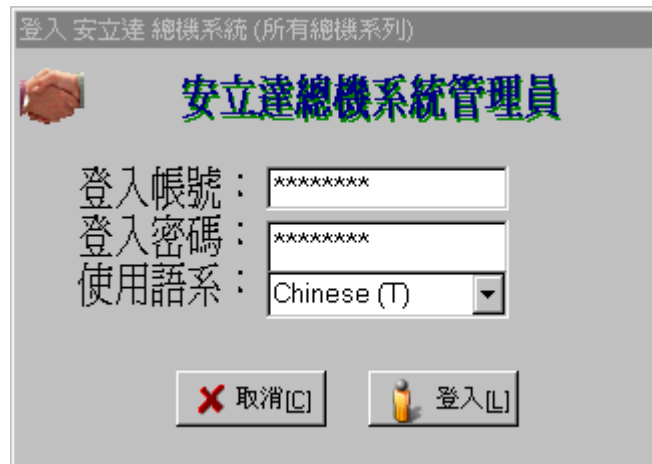 登入 安立達 總機系統 (所有總機系列)
安立達總機系統管理員
登入帳號： ********
登入密碼： ********
使用語系： Chinese (T)
取消[C] 登入[L]